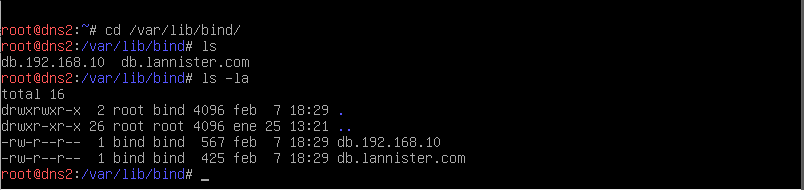 root@dns2:~# cd /var/lib/bind/
root@dns2:/var/lib/bind# ls
db.192.168.10  db.lannister.com
root@dns2:/var/lib/bind# ls -la
total 16
drwxrwxr-x  2 root bind 4096 feb  7 18:29 .
drwxr-xr-x 26 root root 4096 ene 25 13:21 ..
-rw-r--r--  1 bind bind  567 feb  7 18:29 db.192.168.10
-rw-r--r--  1 bind bind  425 feb  7 18:29 db.lannister.com
root@dns2:/var/lib/bind# _